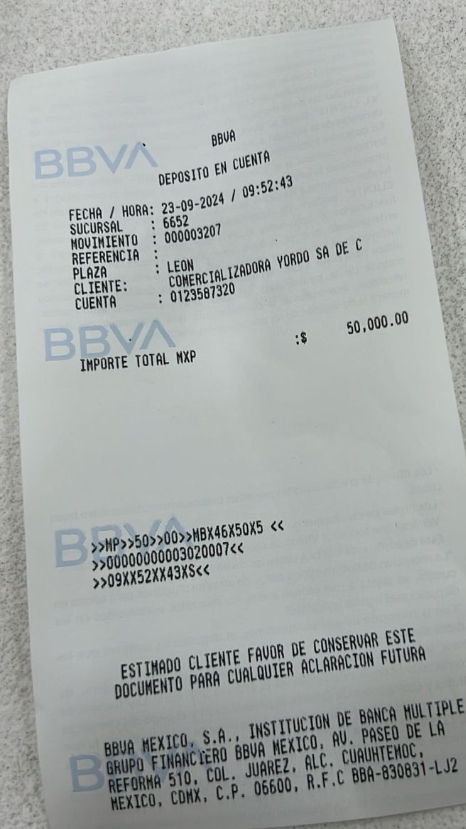 BBVA
BBVA
DEPOSITO EN CUENTA
FECHA / HORA: 23-09-2024 / 09:52:43
SUCURSAL : 6652
MOVIMIENTO : 000003207
REFERENCIA :
PLAZA : LEON
CLIENTE: COMERCIALIZADORA YORDO SA DE C
CUENTA : 0123587320
BBVA
IMPORTE TOTAL MXP :$ 50,000.00
BBVA
>>MP>>50>>00>>MBX46X50X5 <<
>>00000000003020007<<
>>09XX52XX43XS<<
ESTIMADO CLIENTE FAVOR DE CONSERVAR ESTE
DOCUMENTO PARA CUALQUIER ACLARACION FUTURA
BBVA MEXICO, S.A., INSTITUCION DE BANCA MULTIPLE
GRUPO FINANCIERO BBVA MEXICO, AV. PASEO DE LA
REFORMA 510, COL. JUAREZ, ALC. CUAUHTEMOC,
MEXICO, CDMX, C.P. 06600, R.F.C BBA-830831-LJ2